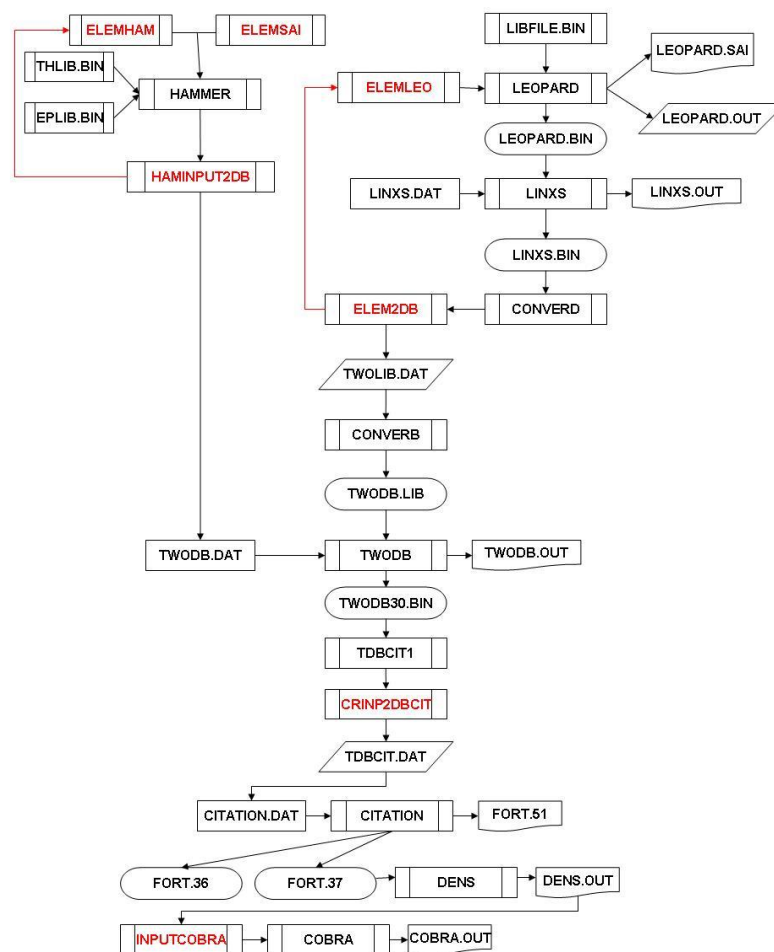 ELEMHAM
ELEMSAI
LIBFILE.BIN
LEOPARD.SAI
THLIB.BIN
HAMMER
ELEMLEO
LEOPARD
EPLIB.BIN
LEOPARD.OUT
LEOPARD.BIN
HAMINPUT2DB
LINXS.DAT
LINXS
LINXS.OUT
LINXS.BIN
ELEM2DB
CONVERD
TWOLIB.DAT
CONVERB
TWODB.LIB
TWODB.DAT
TWODB
TWODB.OUT
TWODB30.BIN
TDBCIT1
CRINP2DBCIT
TDBCIT.DAT
CITATION.DAT
CITATION
FORT.51
FORT.36
FORT.37
DENS
DENS.OUT
INPUTCOBRA
COBRA
COBRA.OUT